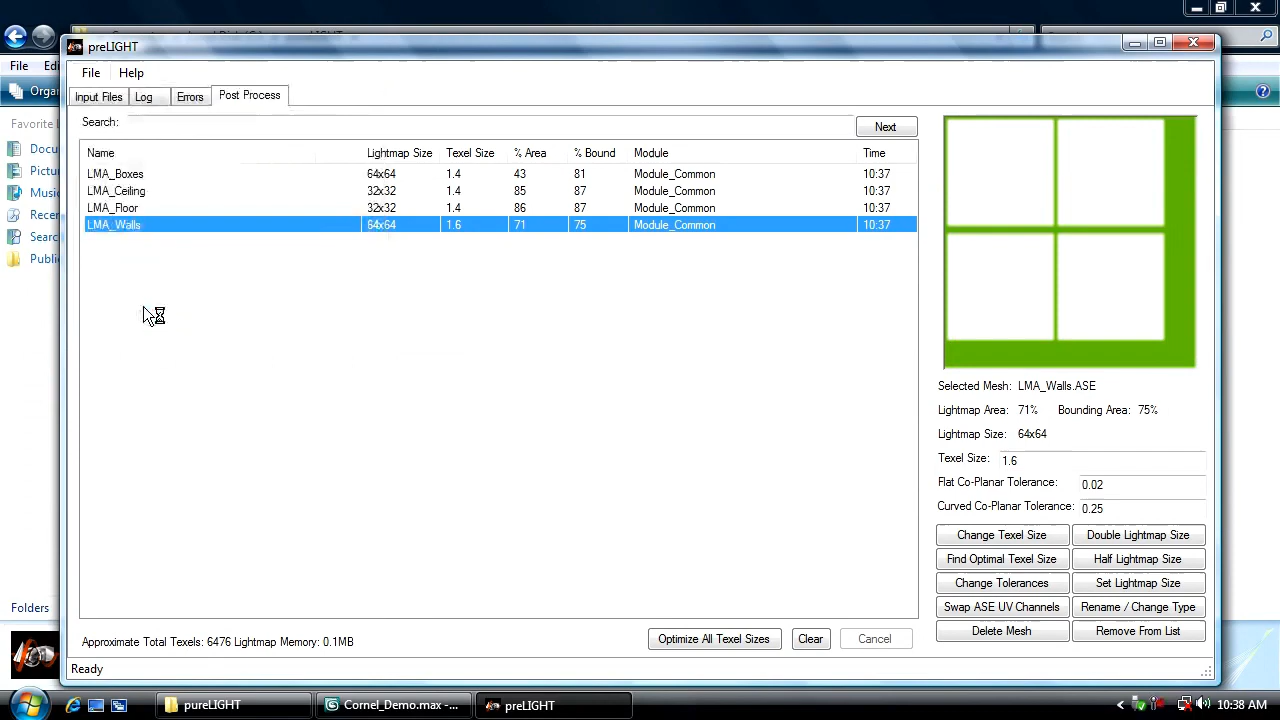 preLIGHT
File Edi
File Help
Orga
Input Files Log Errors Post Process
Search: Next
Favorite
Name Lightmap Size Texel Size % Area % Bound Module Time
LMA_Boxes 64x64 1.4 43 81 Module_Common 10:37
LMA_Ceiling 32x32 1.4 85 87 Module_Common 10:37
LMA_Floor 32x32 1.4 86 87 Module_Common 10:37
LMA_Walls 64x64 1.6 71 75 Module_Common 10:37
Docu
Pictu
Music
Recer
Searc
Public
Selected Mesh: LMA_Walls.ASE
Lightmap Area: 71% Bounding Area: 75%
Lightmap Size: 64x64
Texel Size: 1.6
Flat Co-Planar Tolerance: 0.02
Curved Co-Planar Tolerance: 0.25
Change Texel Size Double Lightmap Size
Find Optimal Texel Size Half Lightmap Size
Change Tolerances Set Lightmap Size
Swap ASE UV Channels Rename / Change Type
Delete Mesh Remove From List
Folders
Approximate Total Texels: 6476 Lightmap Memory: 0.1MB Optimize All Texel Sizes Clear Cancel
Ready
pureLIGHT Cornel_Demo.max -... preLIGHT 10:38 AM